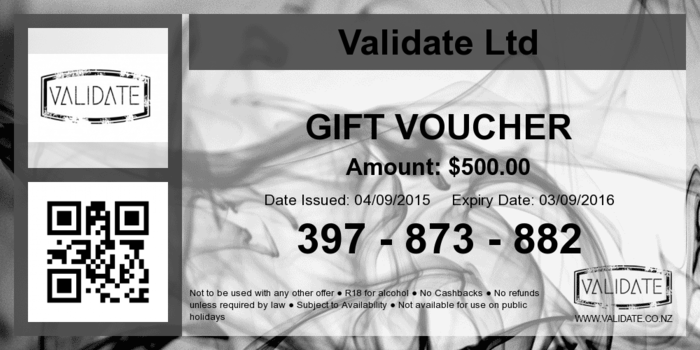 VALIDATE
Validate Ltd
GIFT VOUCHER
Amount: $500.00
Date Issued: 04/09/2015 Expiry Date: 03/09/2016
397 - 873 - 882
Not to be used with any other offer ● R18 for alcohol ● No Cashbacks ● No refunds
unless required by law ● Subject to Availability ● Not available for use on public
holidays
VALIDATE
WWW.VALIDATE.CO.NZ